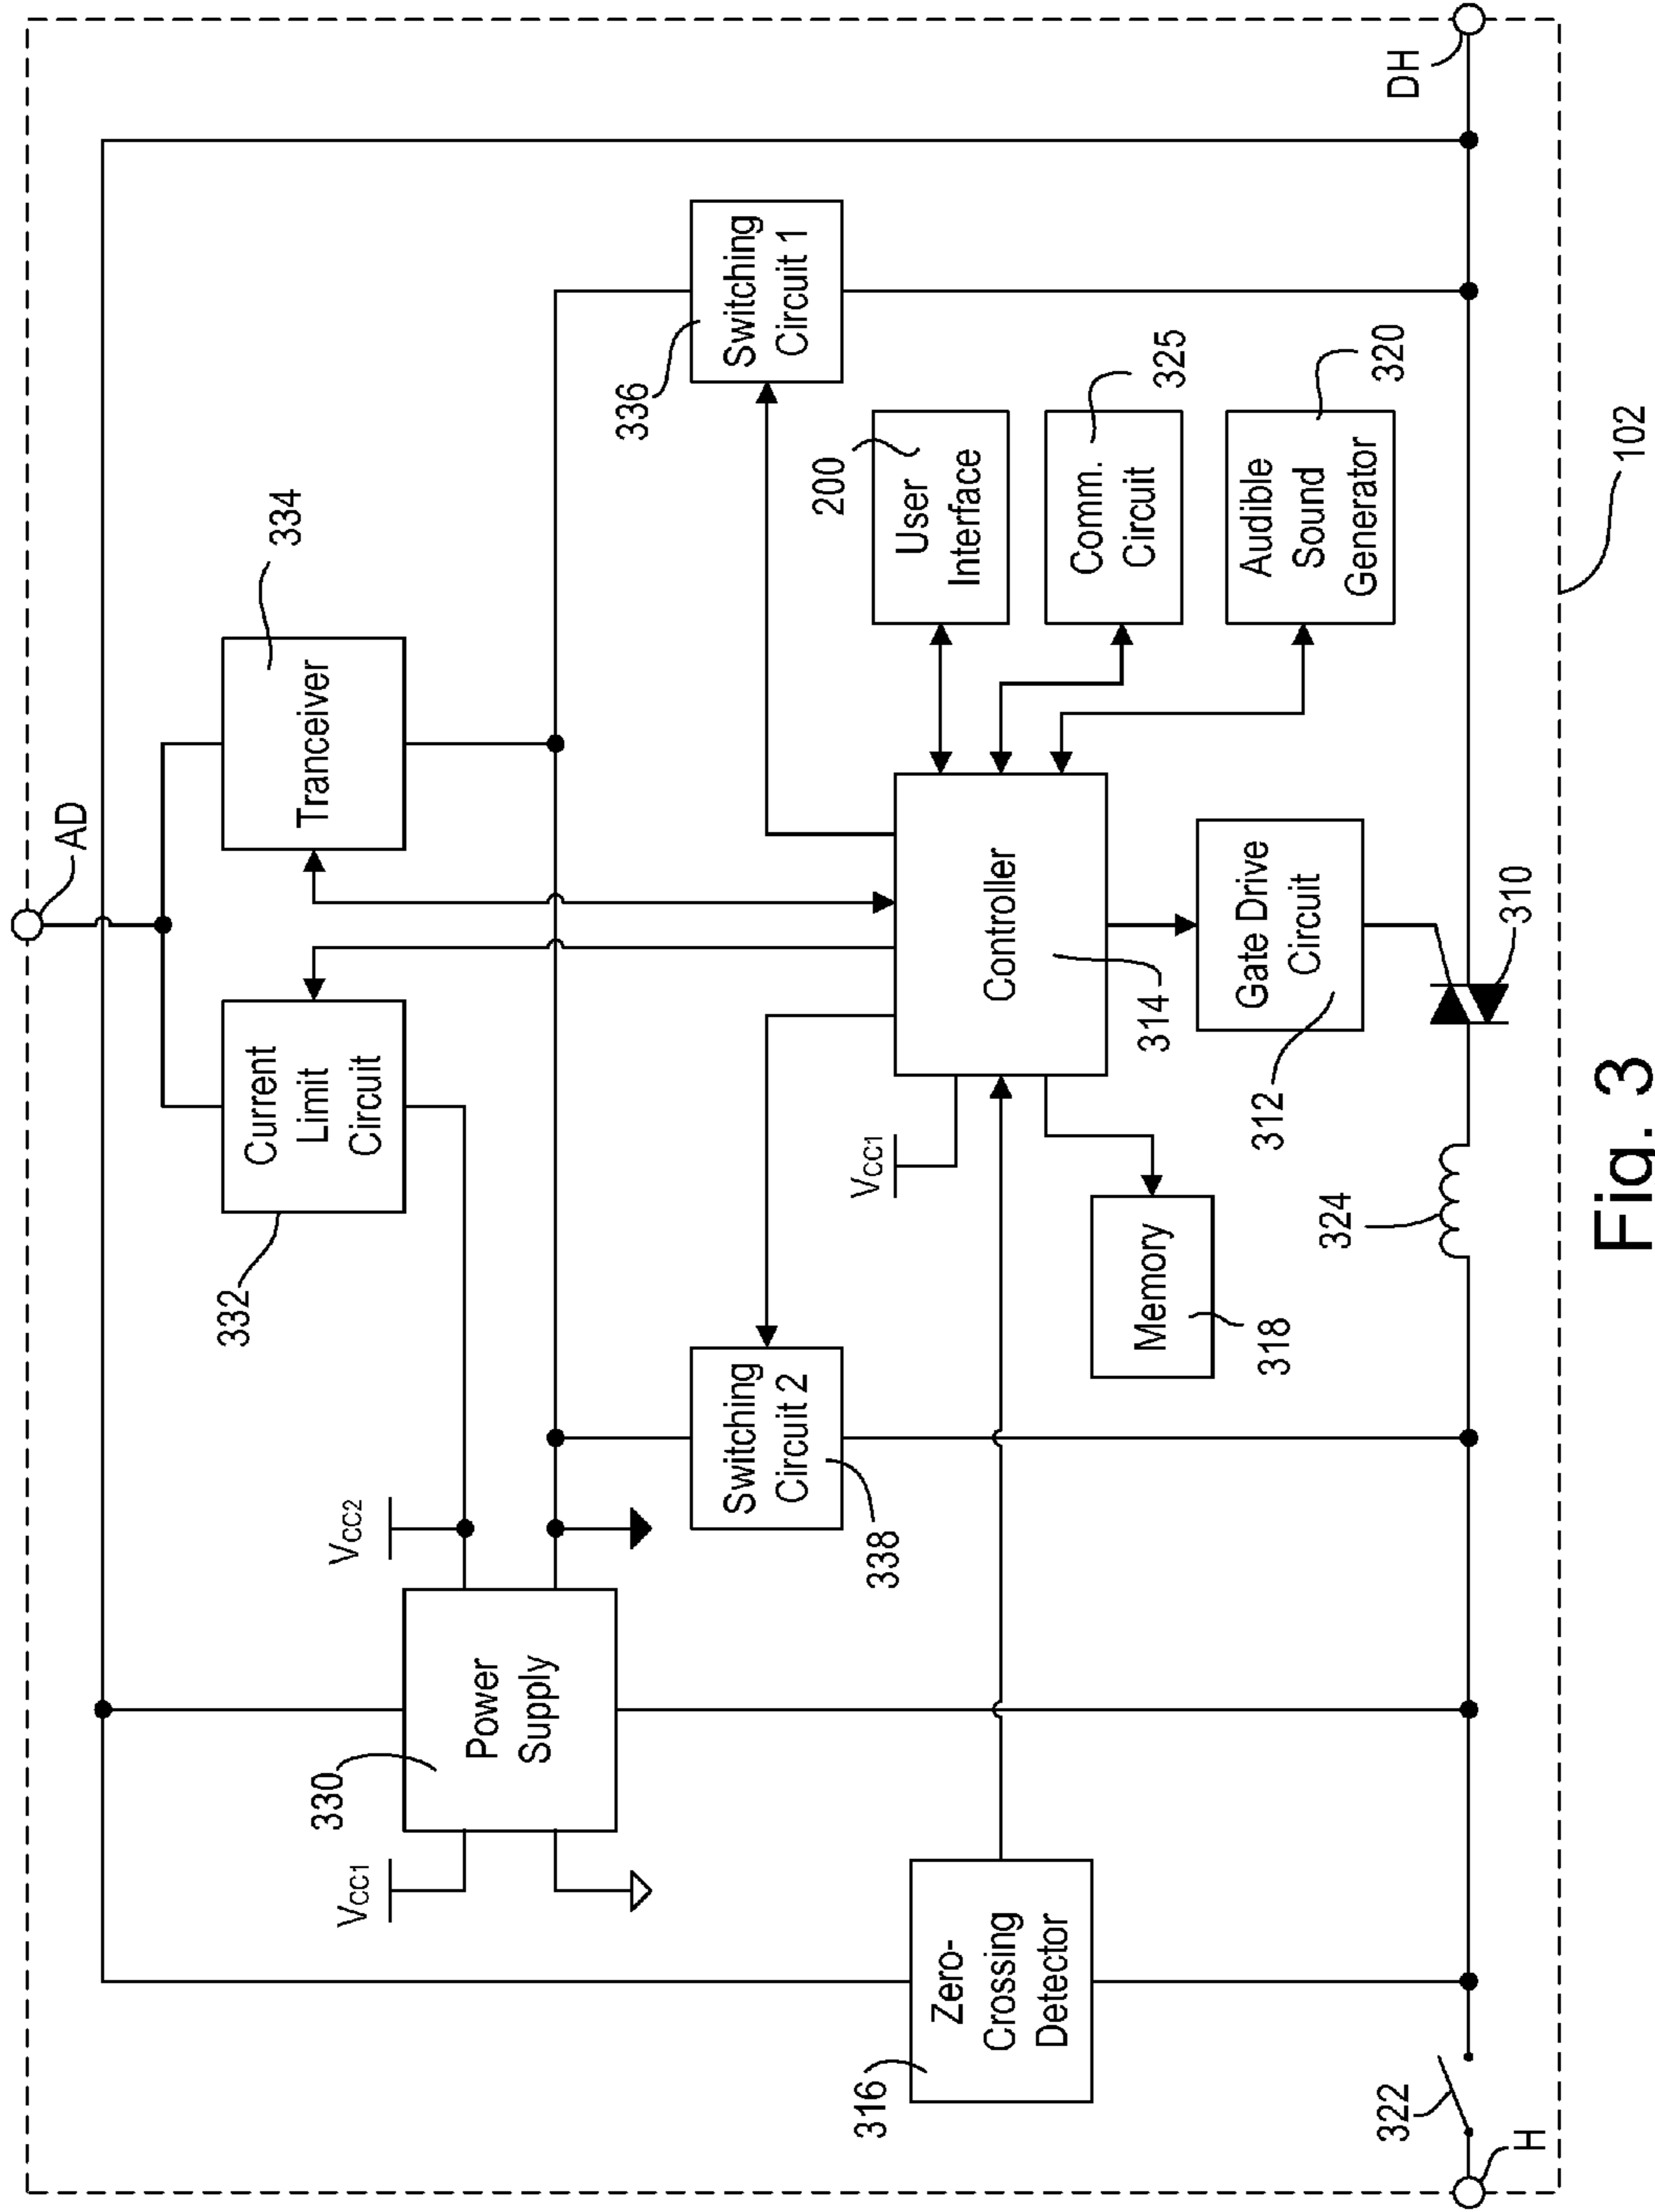 AD
334
Tranceiver
332
Current
Limit
Circuit
VCC2
330
Power
Supply
VCC1
336
Switching
Circuit 1
338
Switching
Circuit 2
200
User
Interface
325
Comm.
Circuit
320
Audible
Sound
Generator
Controller
314
VCC1
Memory
318
316
Zero-
Crossing
Detector
Gate Drive
Circuit
312
310
324
322
H
DH
102
Fig. 3